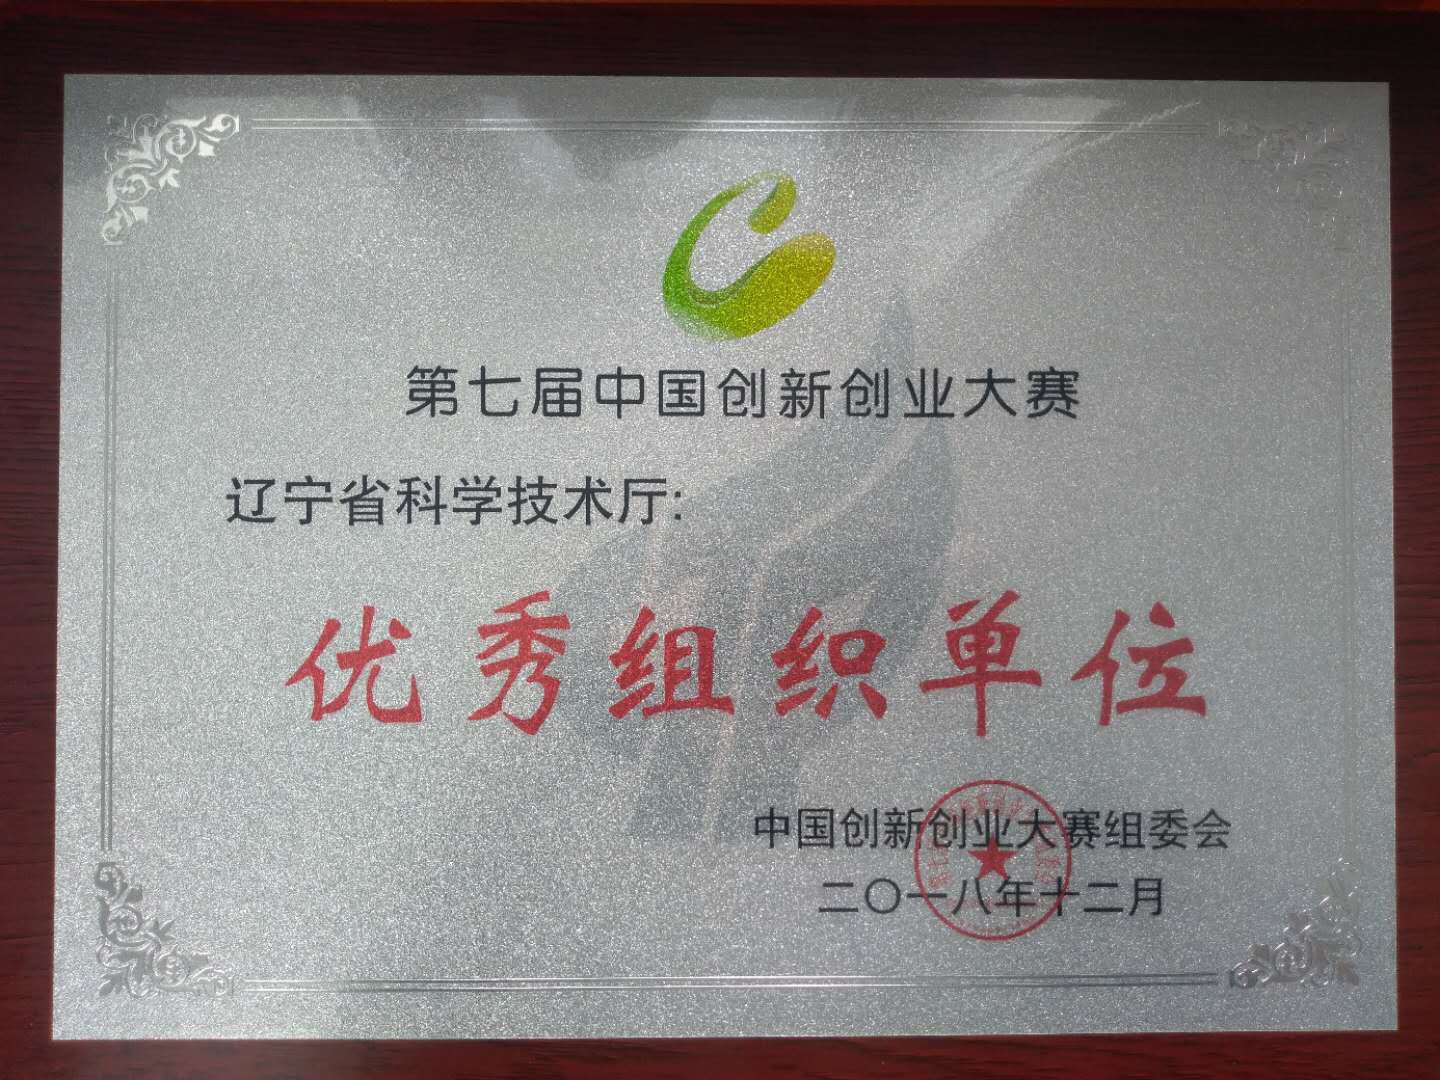 第七届中国创新创业大赛
辽宁省科学技术厅:
优秀组织单位
中国创新创业大赛组委会
二〇一八年十二月